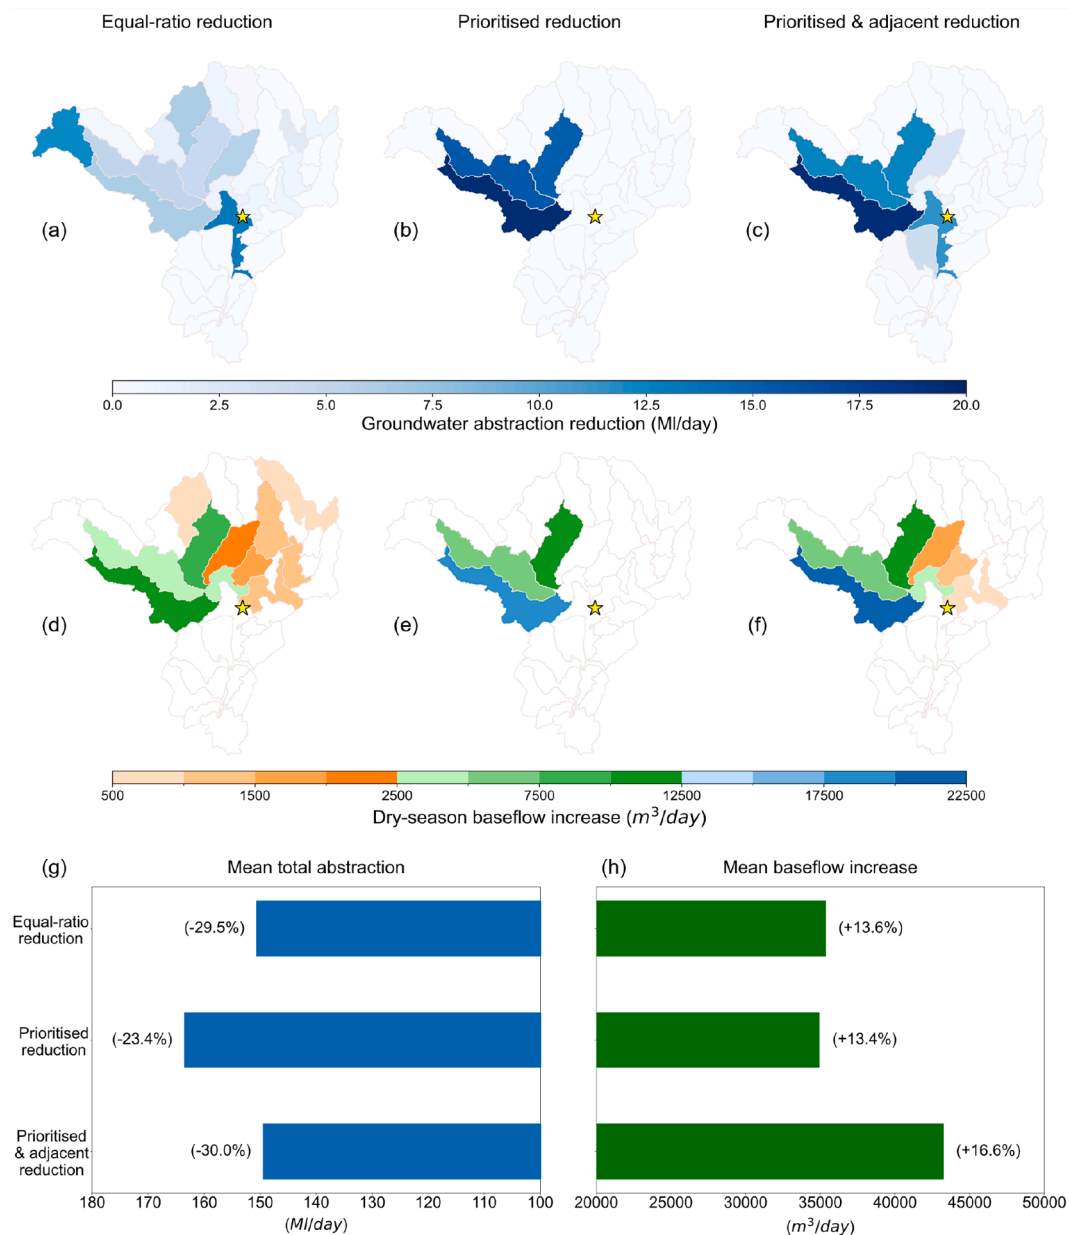 Equal-ratio reduction
Prioritised reduction
Prioritised & adjacent reduction
(a)
(b)
(c)
0.0 2.5 5.0 7.5 10.0 12.5 15.0 17.5 20.0
Groundwater abstraction reduction (Ml/day)
(d)
(e)
(f)
500 1500 2500 7500 12500 17500 22500
Dry-season baseflow increase (m³/day)
(g) Mean total abstraction
Equal-ratio
reduction
(-29.5%)
Prioritised
reduction
(-23.4%)
Prioritised
& adjacent
reduction
(-30.0%)
180 170 160 150 140 130 120 110 100
(Ml/day)
(h) Mean baseflow increase
(+13.6%)
(+13.4%)
(+16.6%)
20000 25000 30000 35000 40000 45000 50000
(m³/day)